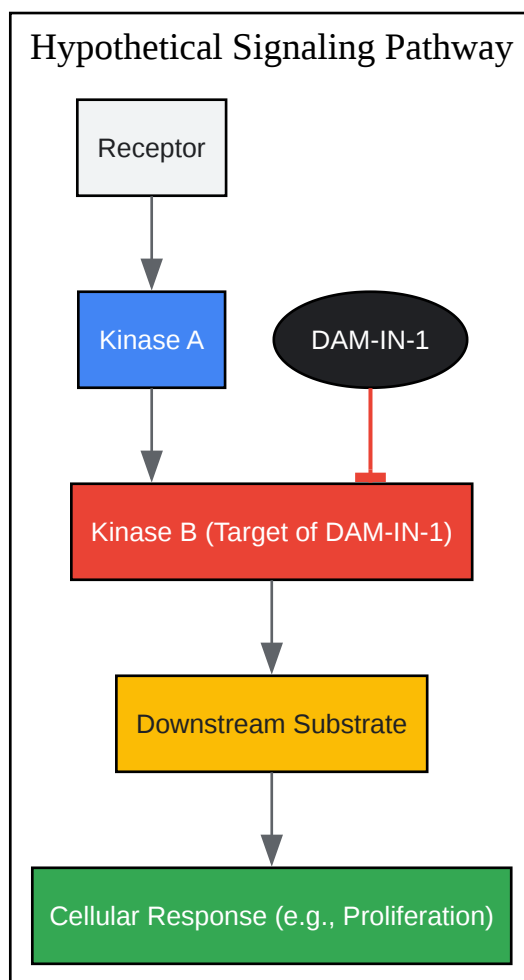 Hypothetical Signaling Pathway
Receptor
Kinase A
DAM-IN-1
Kinase B (Target of DAM-IN-1)
Downstream Substrate
Cellular Response (e.g., Proliferation)